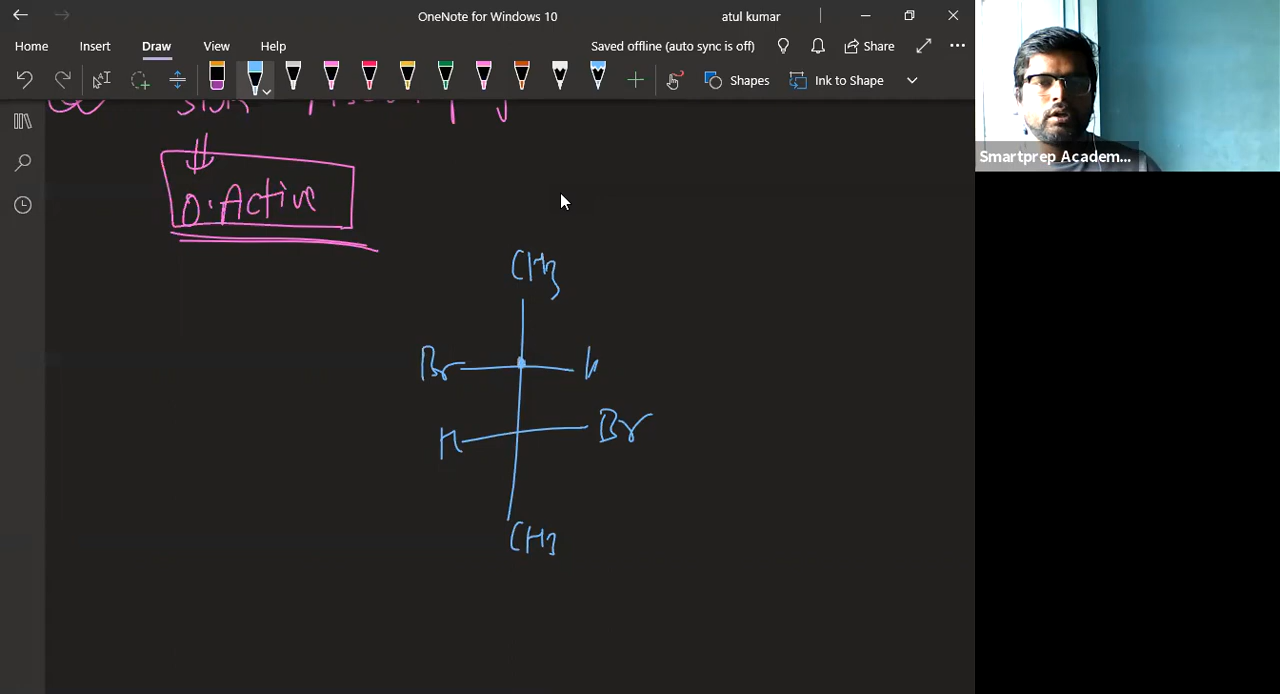 OneNote for Windows 10
atul kumar
Home Insert Draw View Help
Saved offline (auto sync is off)
Share
Shapes
Ink to Shape
Smartprep Academ...
O.Active
CH3
Br
H Br
CH3